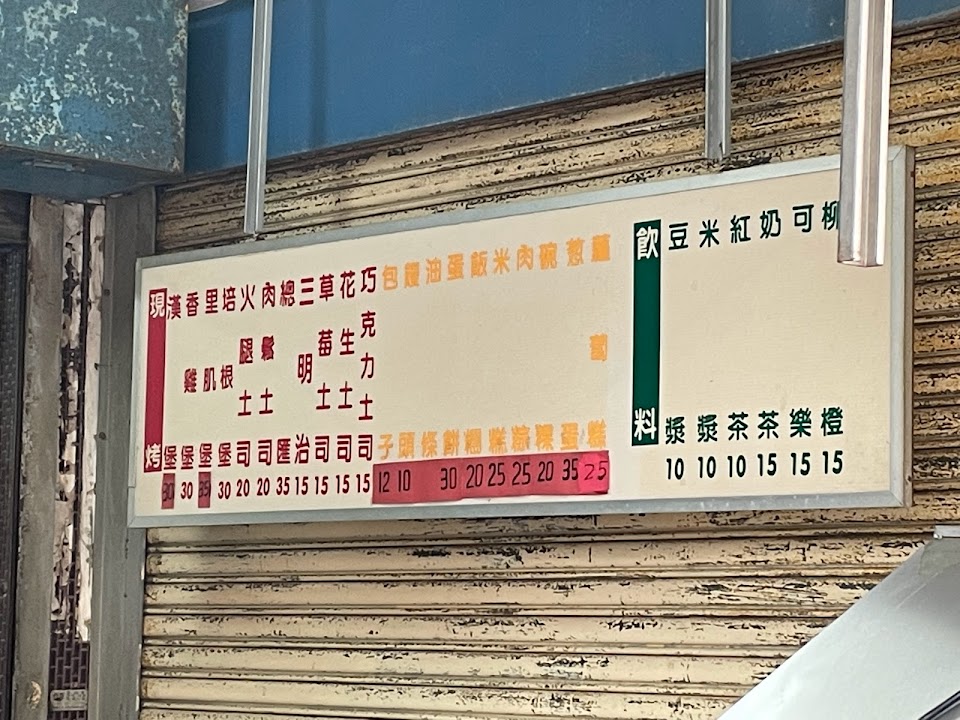 現烤
漢堡 30
香雞堡 30
里肌堡 35
培根堡 30
火腿土司 20
肉鬆土司 20
總匯 35
三明治 15
草莓土司 15
花生土司 15
巧克力土司 15
包子 12
饅頭 10
油條
蛋餅 30
飯糰 20
米糕 25
肉粽 25
碗粿 20
葱蛋 35
蘿蔔糕 25
飲料
豆漿 10
米漿 10
紅茶 10
奶茶 15
可樂 15
柳橙 15